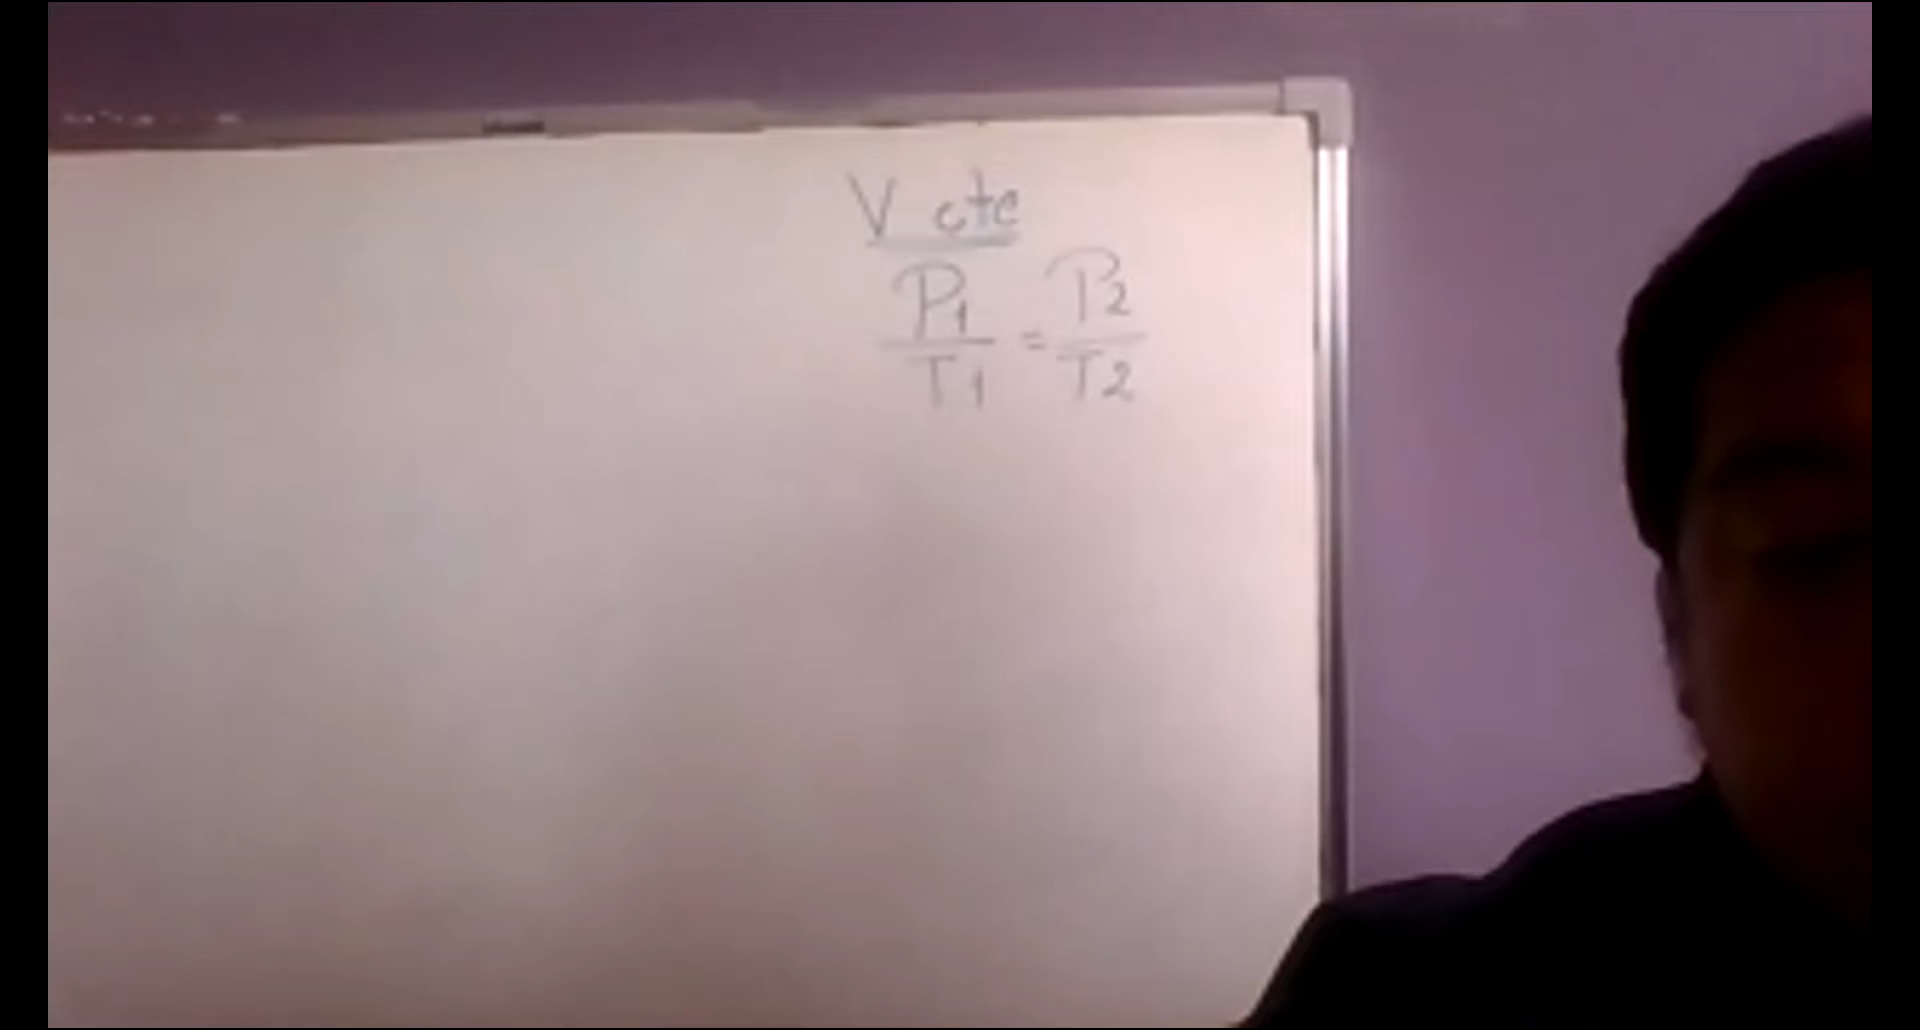 V cte
P1/T1 = P2/T2